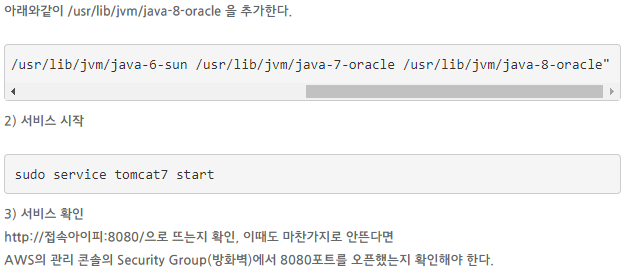 아래와같이 /usr/lib/jvm/java-8-oracle 을 추가한다.
/usr/lib/jvm/java-6-sun /usr/lib/jvm/java-7-oracle /usr/lib/jvm/java-8-oracle"
2) 서비스 시작
sudo service tomcat7 start
3) 서비스 확인
http://접속아이피:8080/으로 뜨는지 확인, 이때도 마찬가지로 안뜬다면
AWS의 관리 콘솔의 Security Group(방화벽)에서 8080포트를 오픈했는지 확인해야 한다.